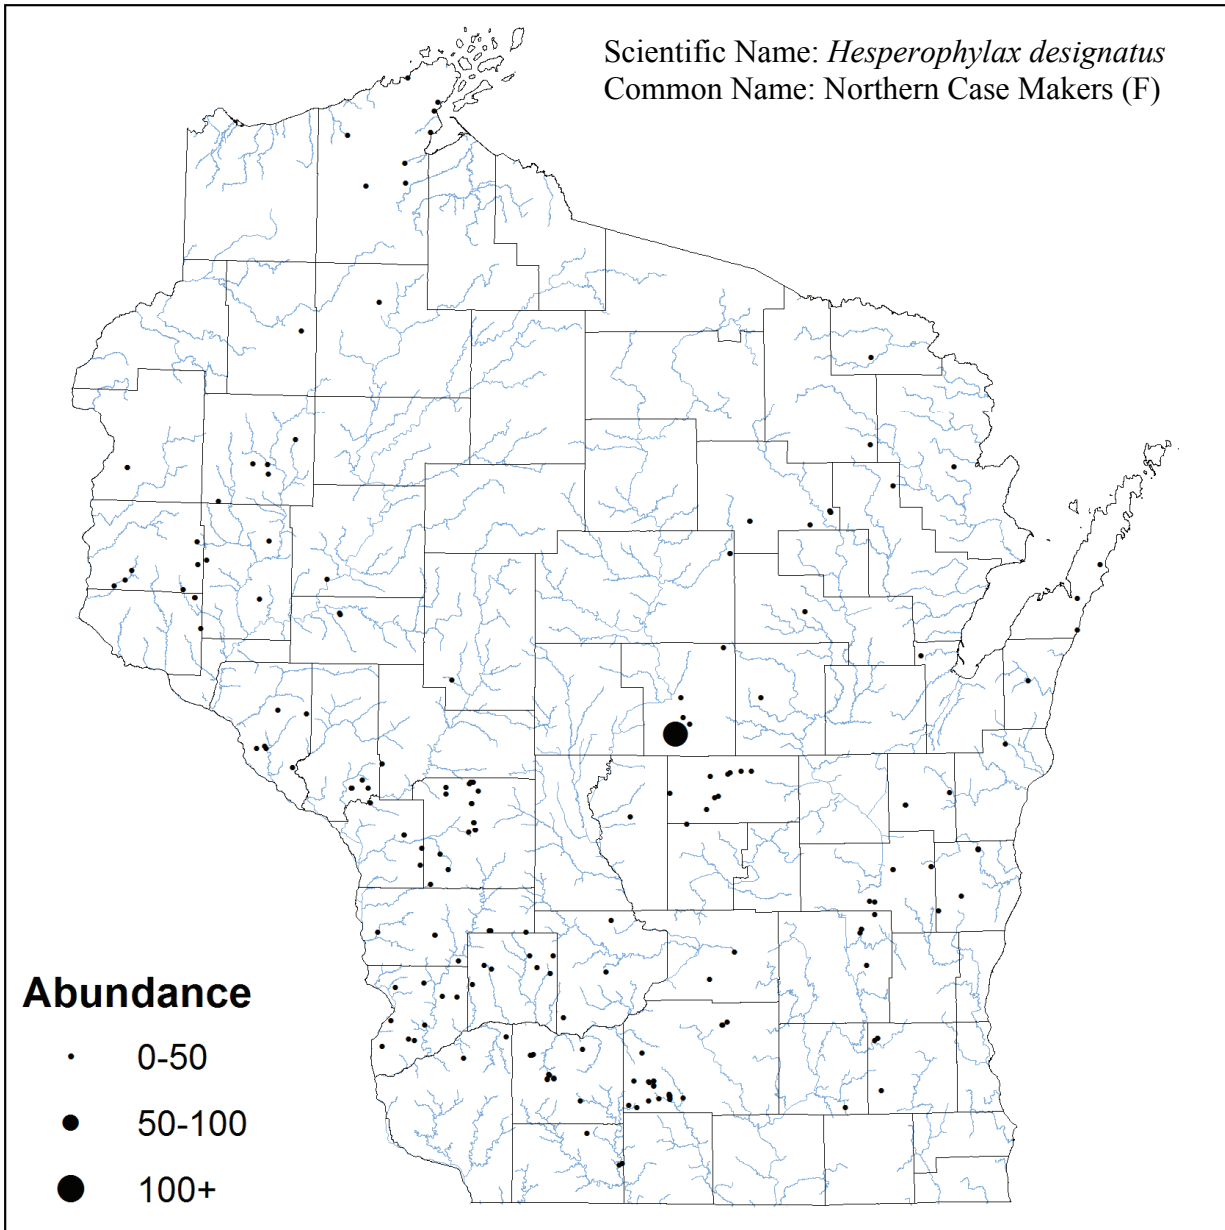 Scientific Name: Hesperophylax designatus
Common Name: Northern Case Makers (F)
Abundance
0-50
50-100
100+